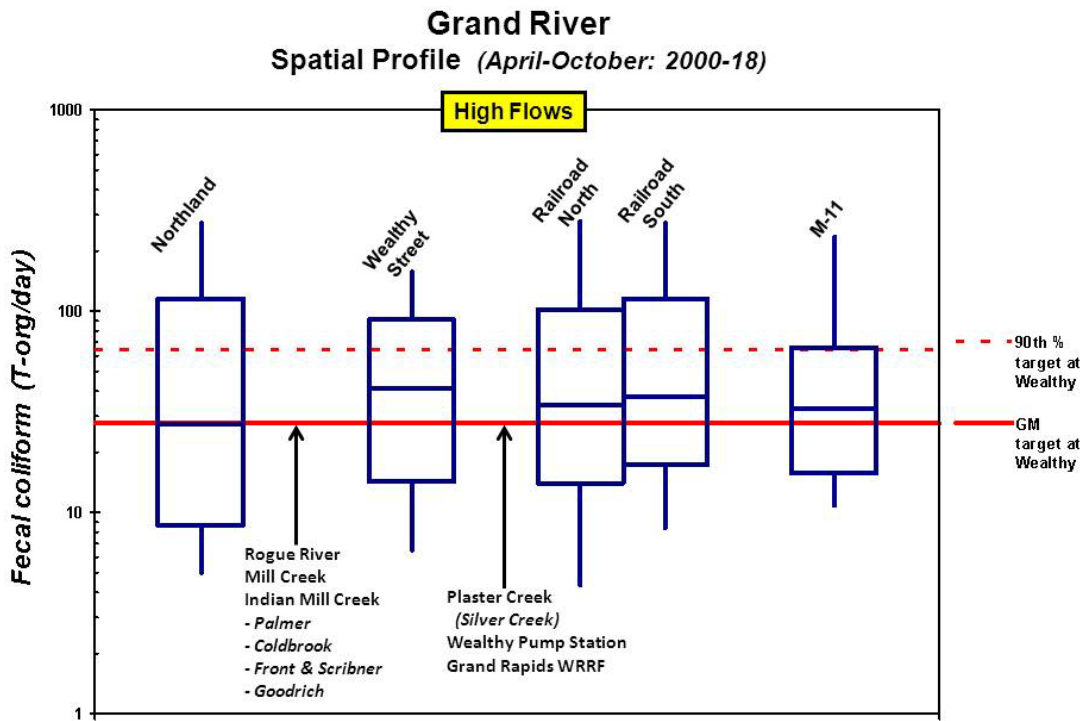 Grand River
Spatial Profile (April-October: 2000-18)
High Flows
1000
100
10
1
Fecal coliform (T-org/day)
Northland
Wealthy
Street
Railroad
North
Railroad
South
M-11
90th %
target at
Wealthy
GM
target at
Wealthy
Rogue River
Mill Creek
Indian Mill Creek
- Palmer
- Coldbrook
- Front & Scribner
- Goodrich
Plaster Creek
(Silver Creek)
Wealthy Pump Station
Grand Rapids WRRF